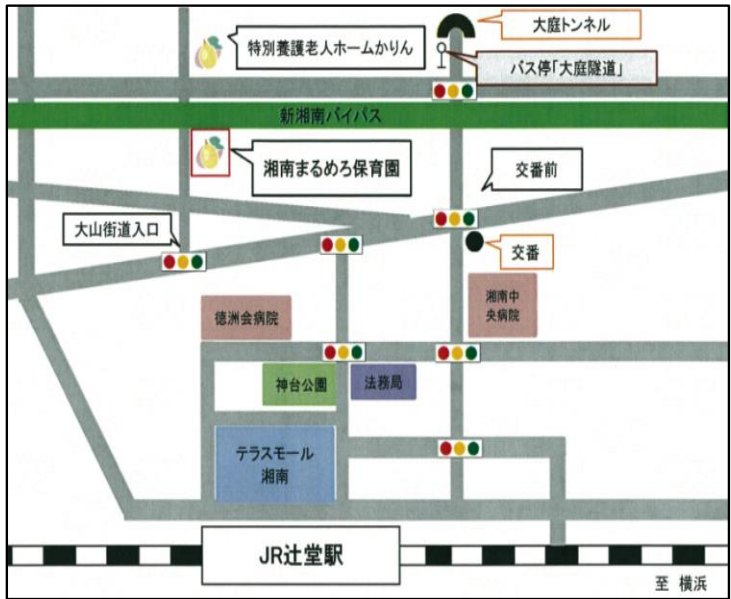 大庭トンネル
特別養護老人ホームかりん
バス停「大庭隧道」
新湘南バイパス
湘南まるめろ保育園
交番前
大山街道入口
交番
湘南中
央病院
徳洲会病院
神台公園
法務局
テラスモール
湘南
JR辻堂駅
至 横浜